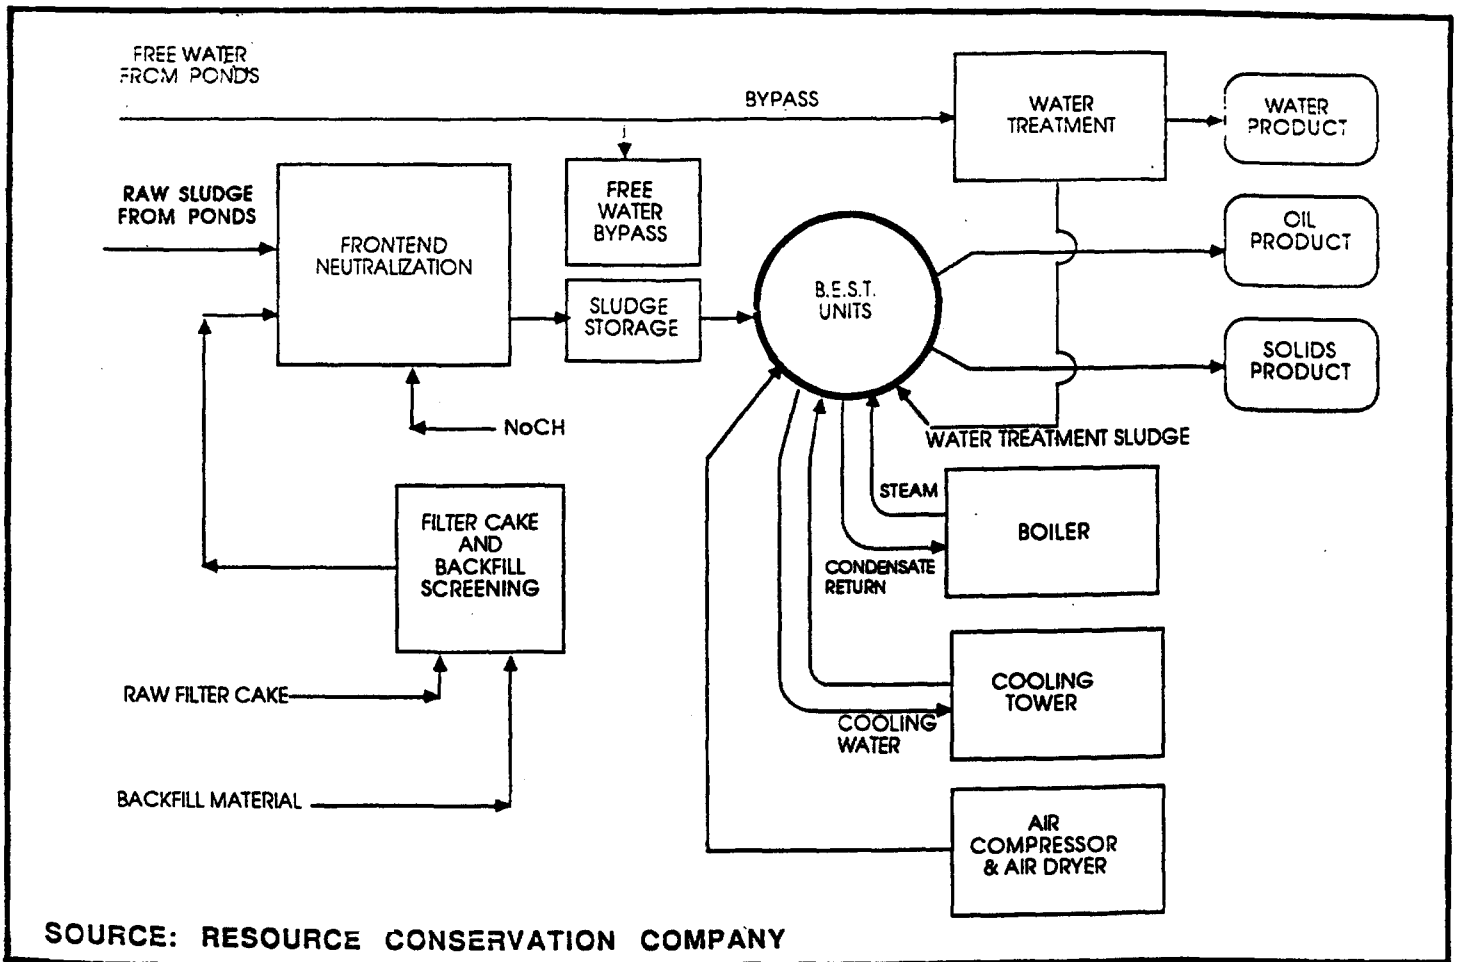 FREE WATER
FROM PONDS
BYPASS
WATER
TREATMENT
WATER
PRODUCT
RAW SLUDGE
FROM PONDS
FRONTEND
NEUTRALIZATION
FREE
WATER
BYPASS
OIL
PRODUCT
SLUDGE
STORAGE
B.E.S.T.
UNITS
SOLIDS
PRODUCT
NoCH
WATER TREATMENT SLUDGE
FILTER CAKE
AND
BACKFILL
SCREENING
STEAM
BOILER
CONDENSATE
RETURN
RAW FILTER CAKE
COOLING
TOWER
COOLING
WATER
BACKFILL MATERIAL
AIR
COMPRESSOR
& AIR DRYER
SOURCE: RESOURCE CONSERVATION COMPANY